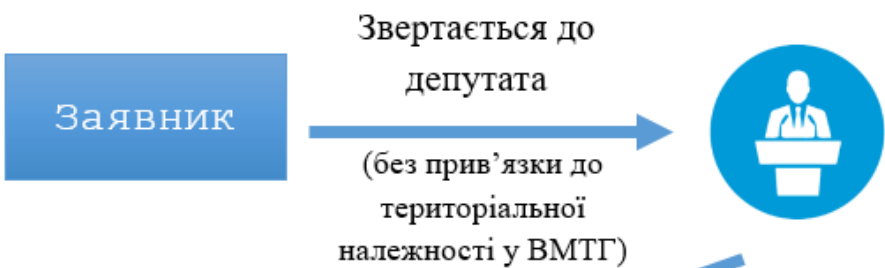 Звертається до
депутата
Заявник
(без прив’язки до
територіальної
належності у ВМТГ)